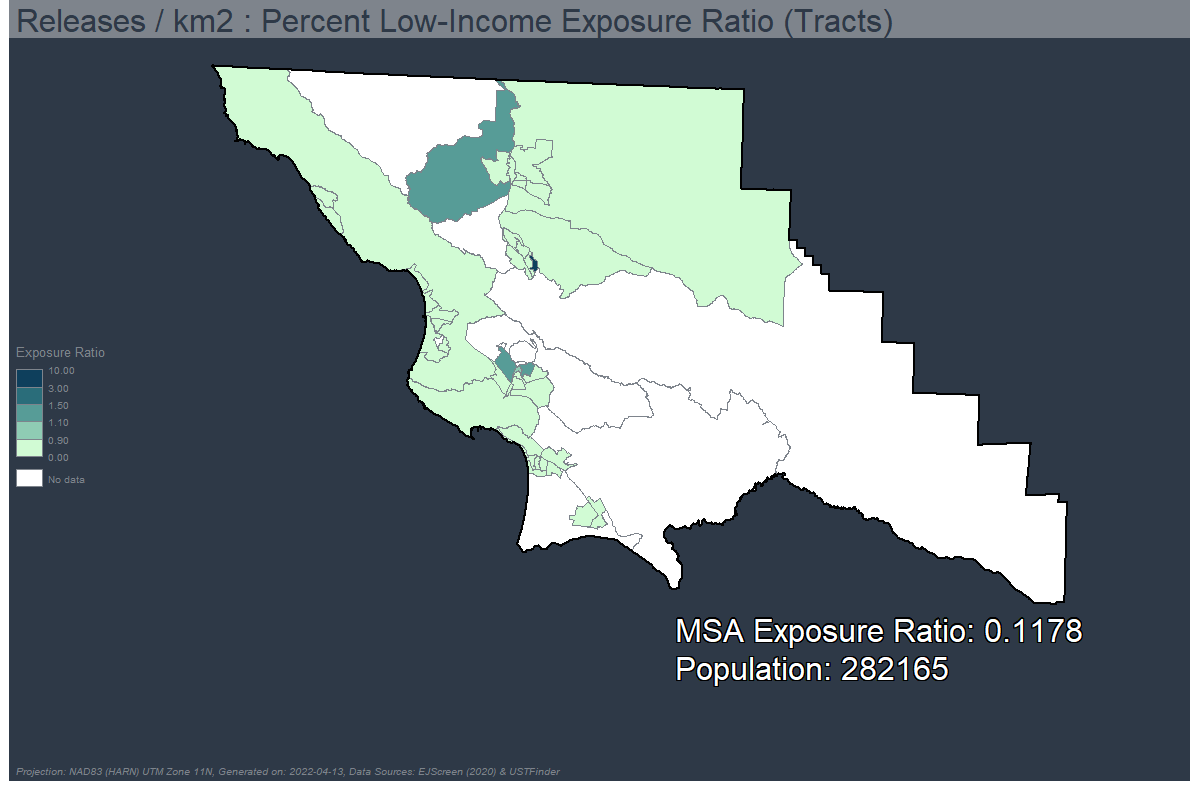 Releases / km2 : Percent Low-Income Exposure Ratio (Tracts)
Exposure Ratio
10.00
3.00
1.50
1.10
0.90
0.00
No data
MSA Exposure Ratio: 0.1178
Population: 282165
Projection: NAD83 (HARN) UTM Zone 11N, Generated on: 2022-04-13, Data Sources: EJScreen (2020) & USTFinder